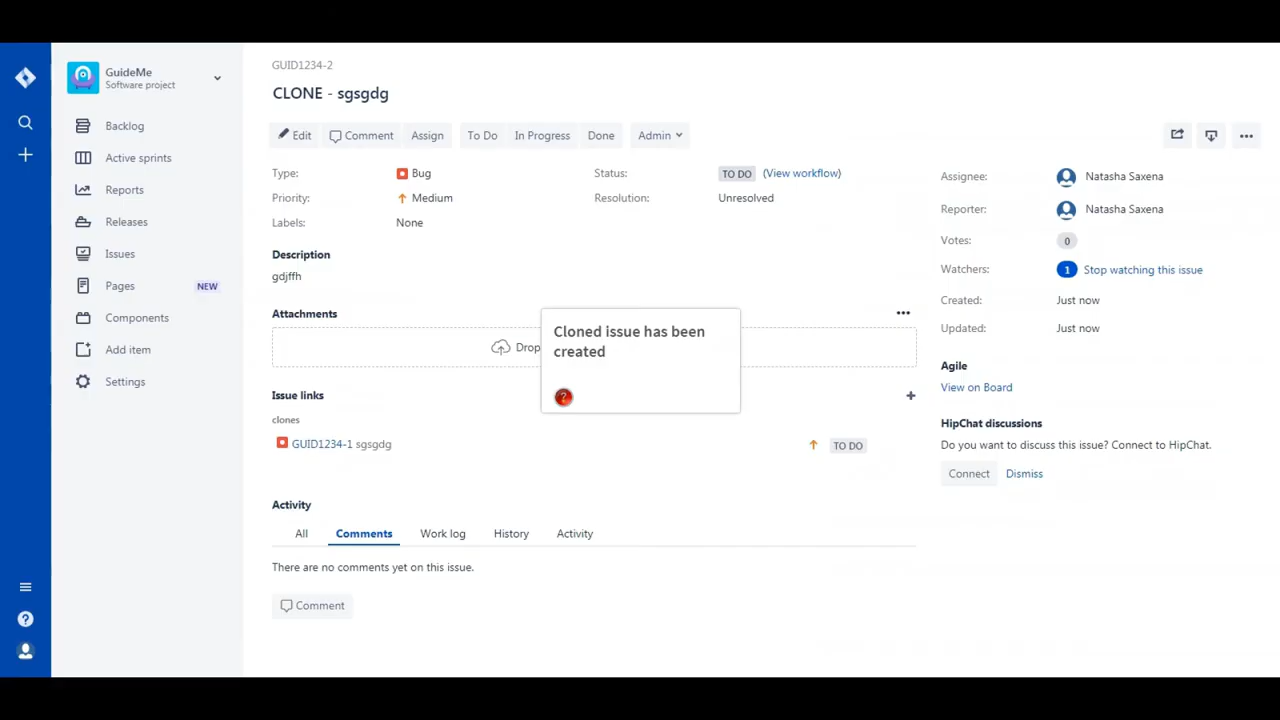 GuideMe
Software project
Backlog
Active sprints
Reports
Releases
Issues
Pages NEW
Components
Add item
Settings
GUID1234-2
CLONE - sgsgdg
Edit Comment Assign To Do In Progress Done Admin
Type: Bug Status: TO DO (View workflow)
Priority: Medium Resolution: Unresolved
Labels: None
Description
gdjffh
Attachments
Drop
Cloned issue has been
created
?
Issue links
clones
GUID1234-1 sgsgdg TO DO
Activity
All Comments Work log History Activity
There are no comments yet on this issue.
Comment
Assignee: Natasha Saxena
Reporter: Natasha Saxena
Votes: 0
Watchers: 1 Stop watching this issue
Created: Just now
Updated: Just now
Agile
View on Board
HipChat discussions
Do you want to discuss this issue? Connect to HipChat.
Connect Dismiss